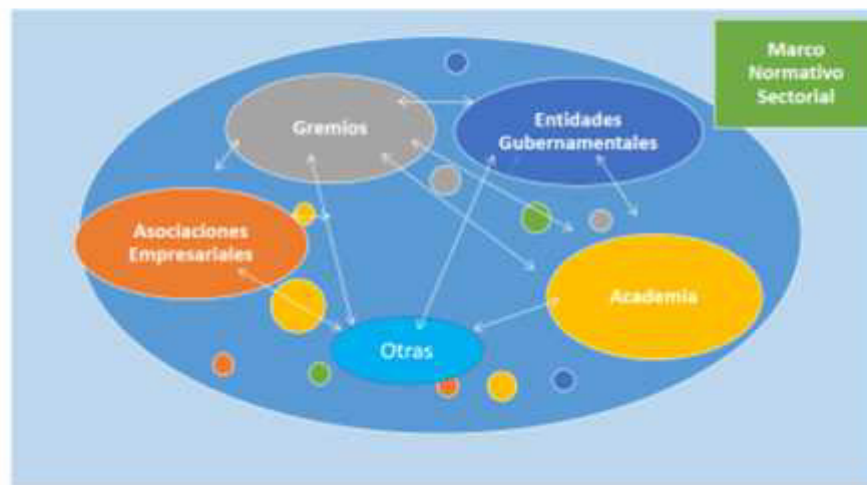 Marco
Normativo
Sectorial
Gremios
Entidades
Gubernamentales
Asociaciones
Empresariales
Academia
Otras